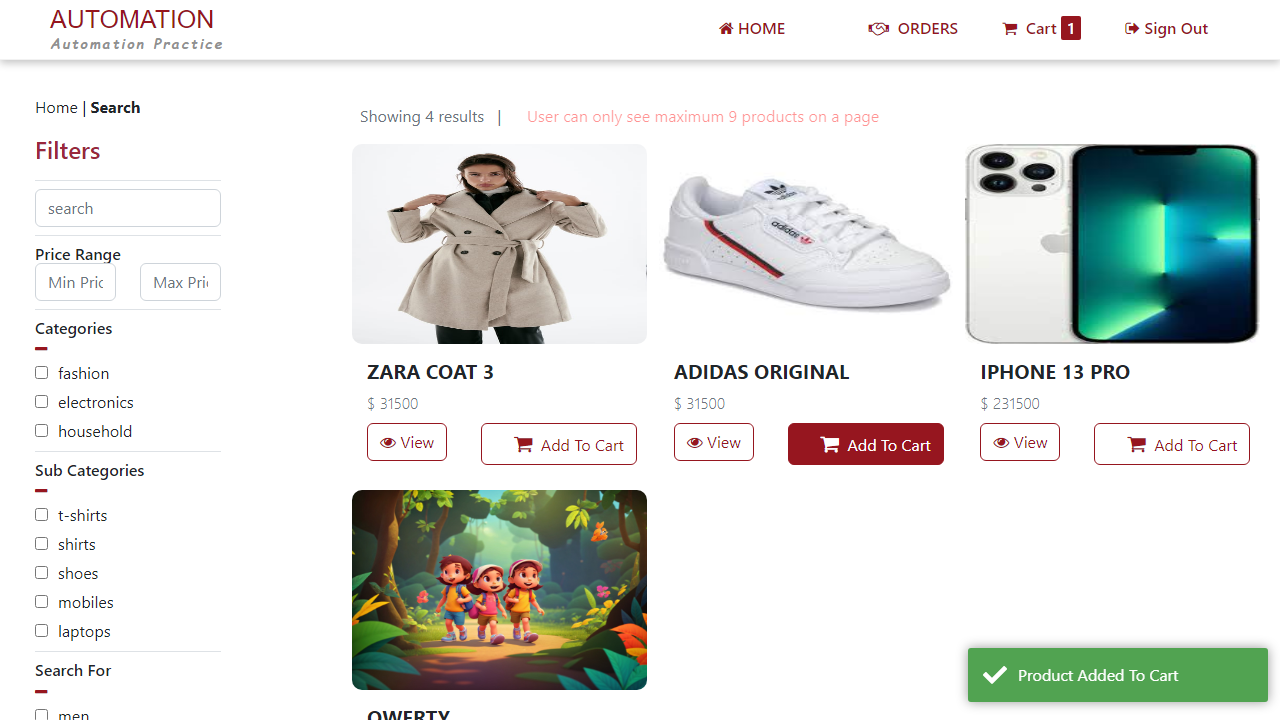 AUTOMATION
Automation Practice
HOME
ORDERS
Cart 1
Sign Out
Home | Search
Showing 4 results |
User can only see maximum 9 products on a page
Filters
search
Price Range
Min Pric
Max Pric
Categories
fashion
electronics
household
Sub Categories
t-shirts
shirts
shoes
mobiles
laptops
Search For
men
adidas
ZARA COAT 3
$ 31500
View
Add To Cart
ADIDAS ORIGINAL
$ 31500
View
Add To Cart
IPHONE 13 PRO
$ 231500
View
Add To Cart
QWERTY
Product Added To Cart